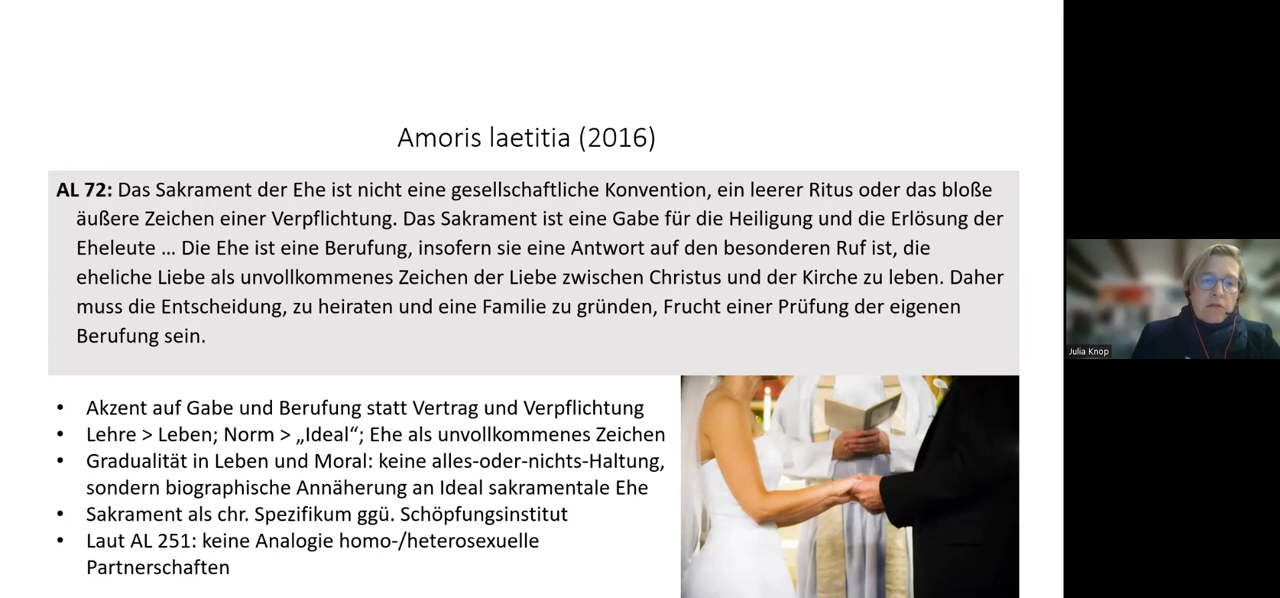 Amoris laetitia (2016)
AL 72: Das Sakrament der Ehe ist nicht eine gesellschaftliche Konvention, ein leerer Ritus oder das bloße
äußere Zeichen einer Verpflichtung. Das Sakrament ist eine Gabe für die Heiligung und die Erlösung der
Eheleute ... Die Ehe ist eine Berufung, insofern sie eine Antwort auf den besonderen Ruf ist, die
eheliche Liebe als unvollkommenes Zeichen der Liebe zwischen Christus und der Kirche zu leben. Daher
muss die Entscheidung, zu heiraten und eine Familie zu gründen, Frucht einer Prüfung der eigenen
Berufung sein.
• Akzent auf Gabe und Berufung statt Vertrag und Verpflichtung
• Lehre > Leben; Norm > „Ideal“; Ehe als unvollkommenes Zeichen
• Gradualität in Leben und Moral: keine alles-oder-nichts-Haltung,
sondern biographische Annäherung an Ideal sakramentale Ehe
• Sakrament als chr. Spezifikum ggü. Schöpfungsinstitut
• Laut AL 251: keine Analogie homo-/heterosexuelle
Partnerschaften
Julia Knop